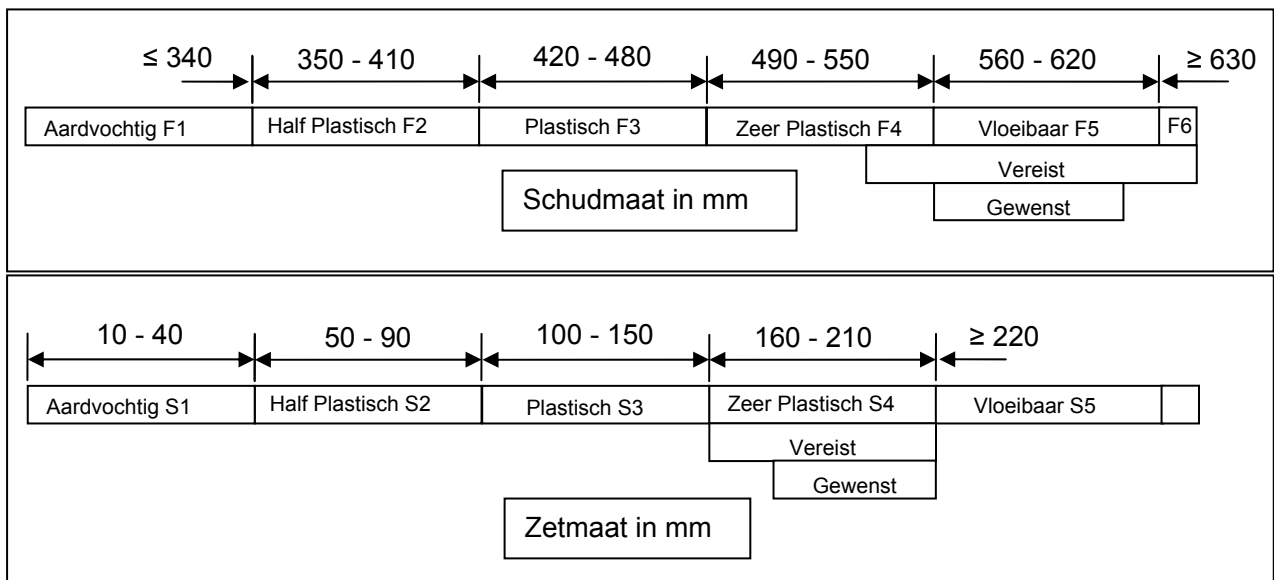 ≤ 340 350 - 410 420 - 480 490 - 550 560 - 620 ≥ 630
Aardvochtig F1 Half Plastisch F2 Plastisch F3 Zeer Plastisch F4 Vloeibaar F5 F6
Vereist
Schudmaat in mm
Gewenst
10 - 40 50 - 90 100 - 150 160 - 210 ≥ 220
Aardvochtig S1 Half Plastisch S2 Plastisch S3 Zeer Plastisch S4 Vloeibaar S5
Vereist
Gewenst
Zetmaat in mm